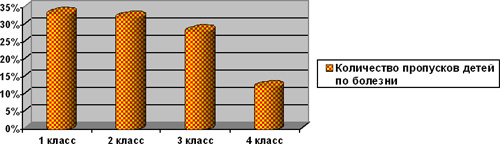 35%
30%
25%
20%
15%
10%
5%
0%
1 класс 2 класс 3 класс 4 класс
Количество пропусков детей
по болезни